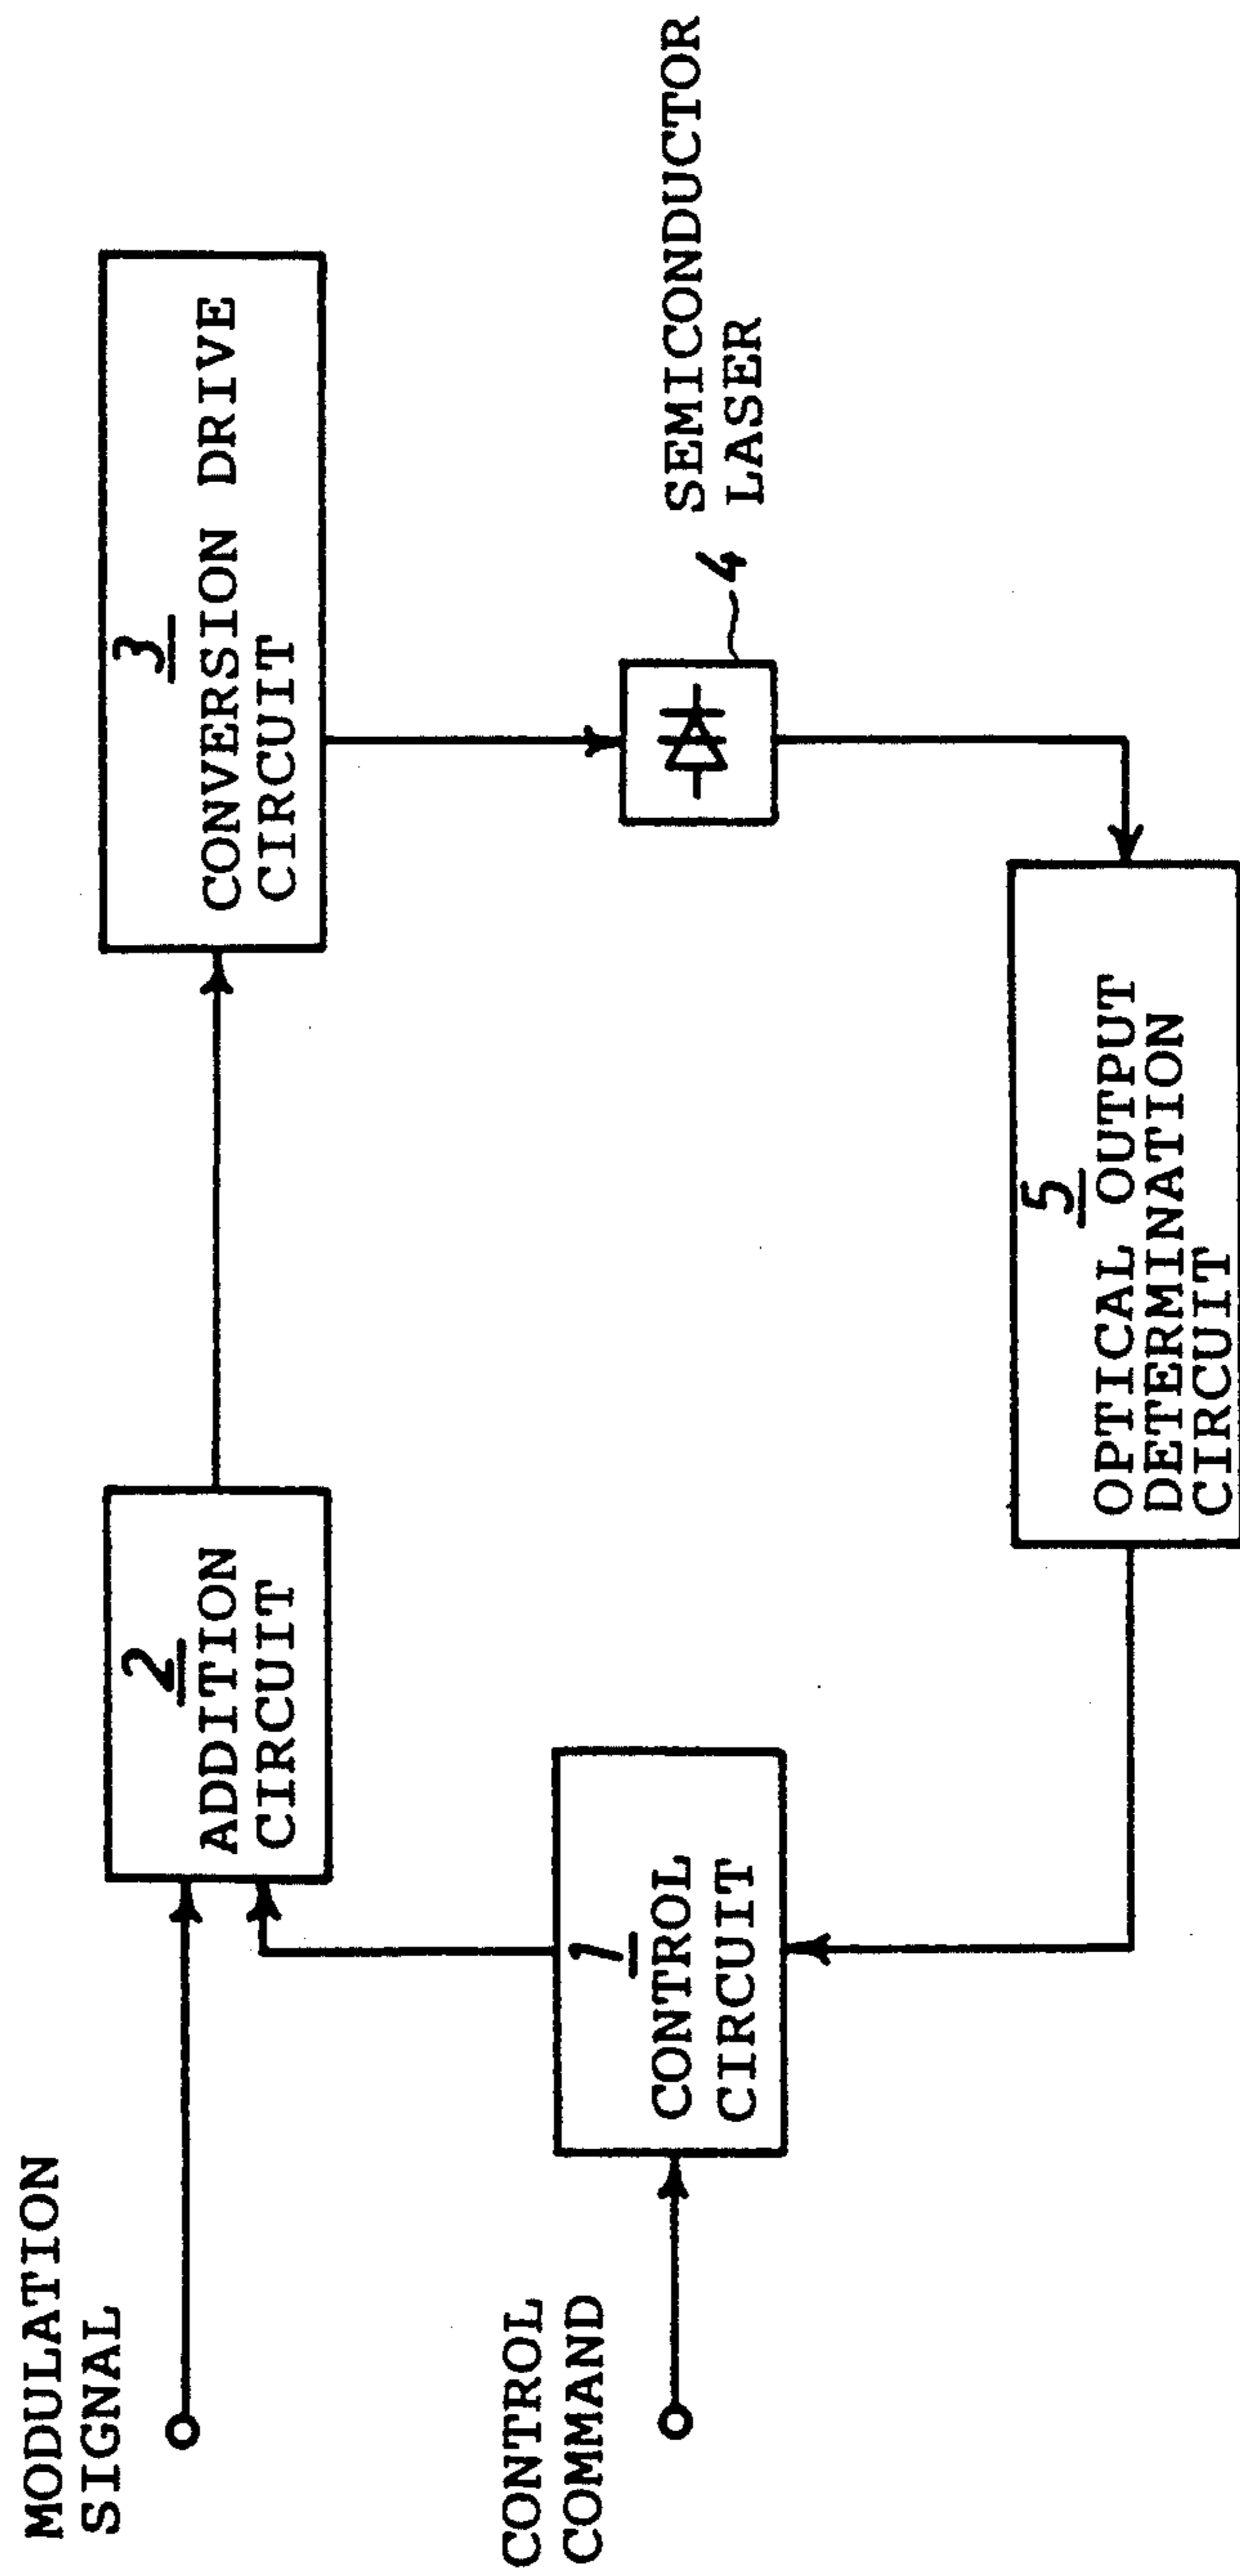 MODULATION
SIGNAL
2
ADDITION
CIRCUIT
3
CONVERSION DRIVE
CIRCUIT
CONTROL
COMMAND
1
CONTROL
CIRCUIT
4
SEMICONDUCTOR
LASER
5
OPTICAL OUTPUT
DETERMINATION
CIRCUIT